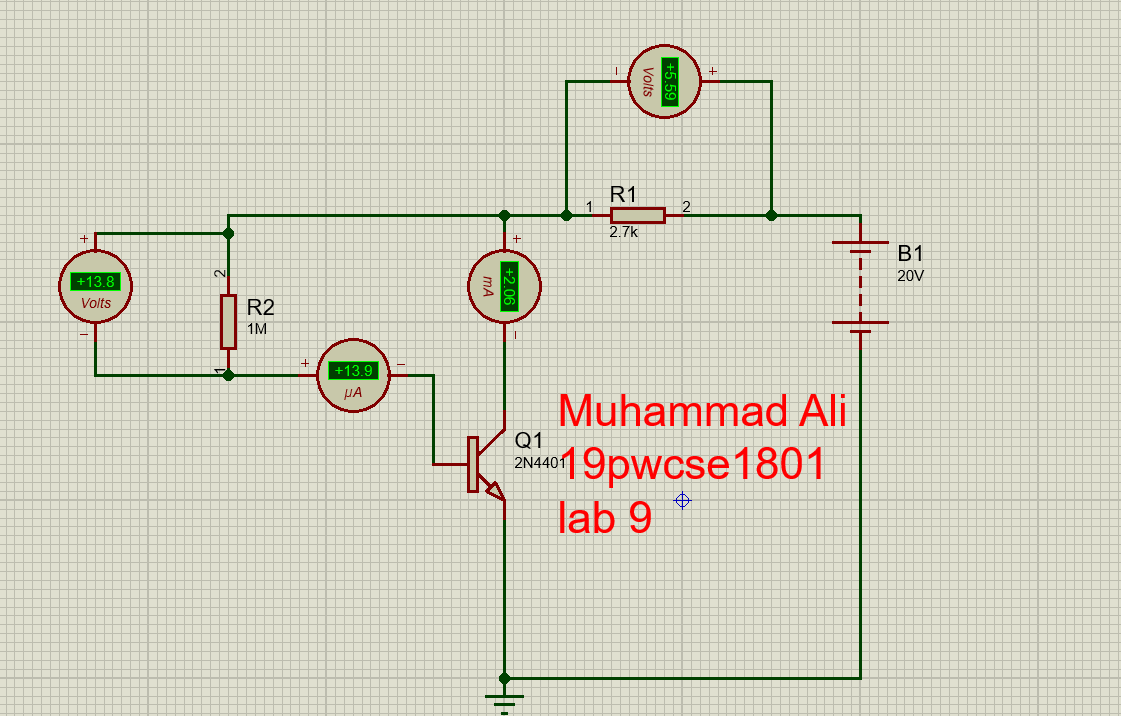 +5.59
Volts
− +
R1
1 2
2.7k
B1
20V
+
+13.8
Volts
−
2
R2
1M
1
+
+2.06
mA
−
+ −
+13.9
µA
Q1
2N4401
Muhammad Ali
19pwcse1801
lab 9